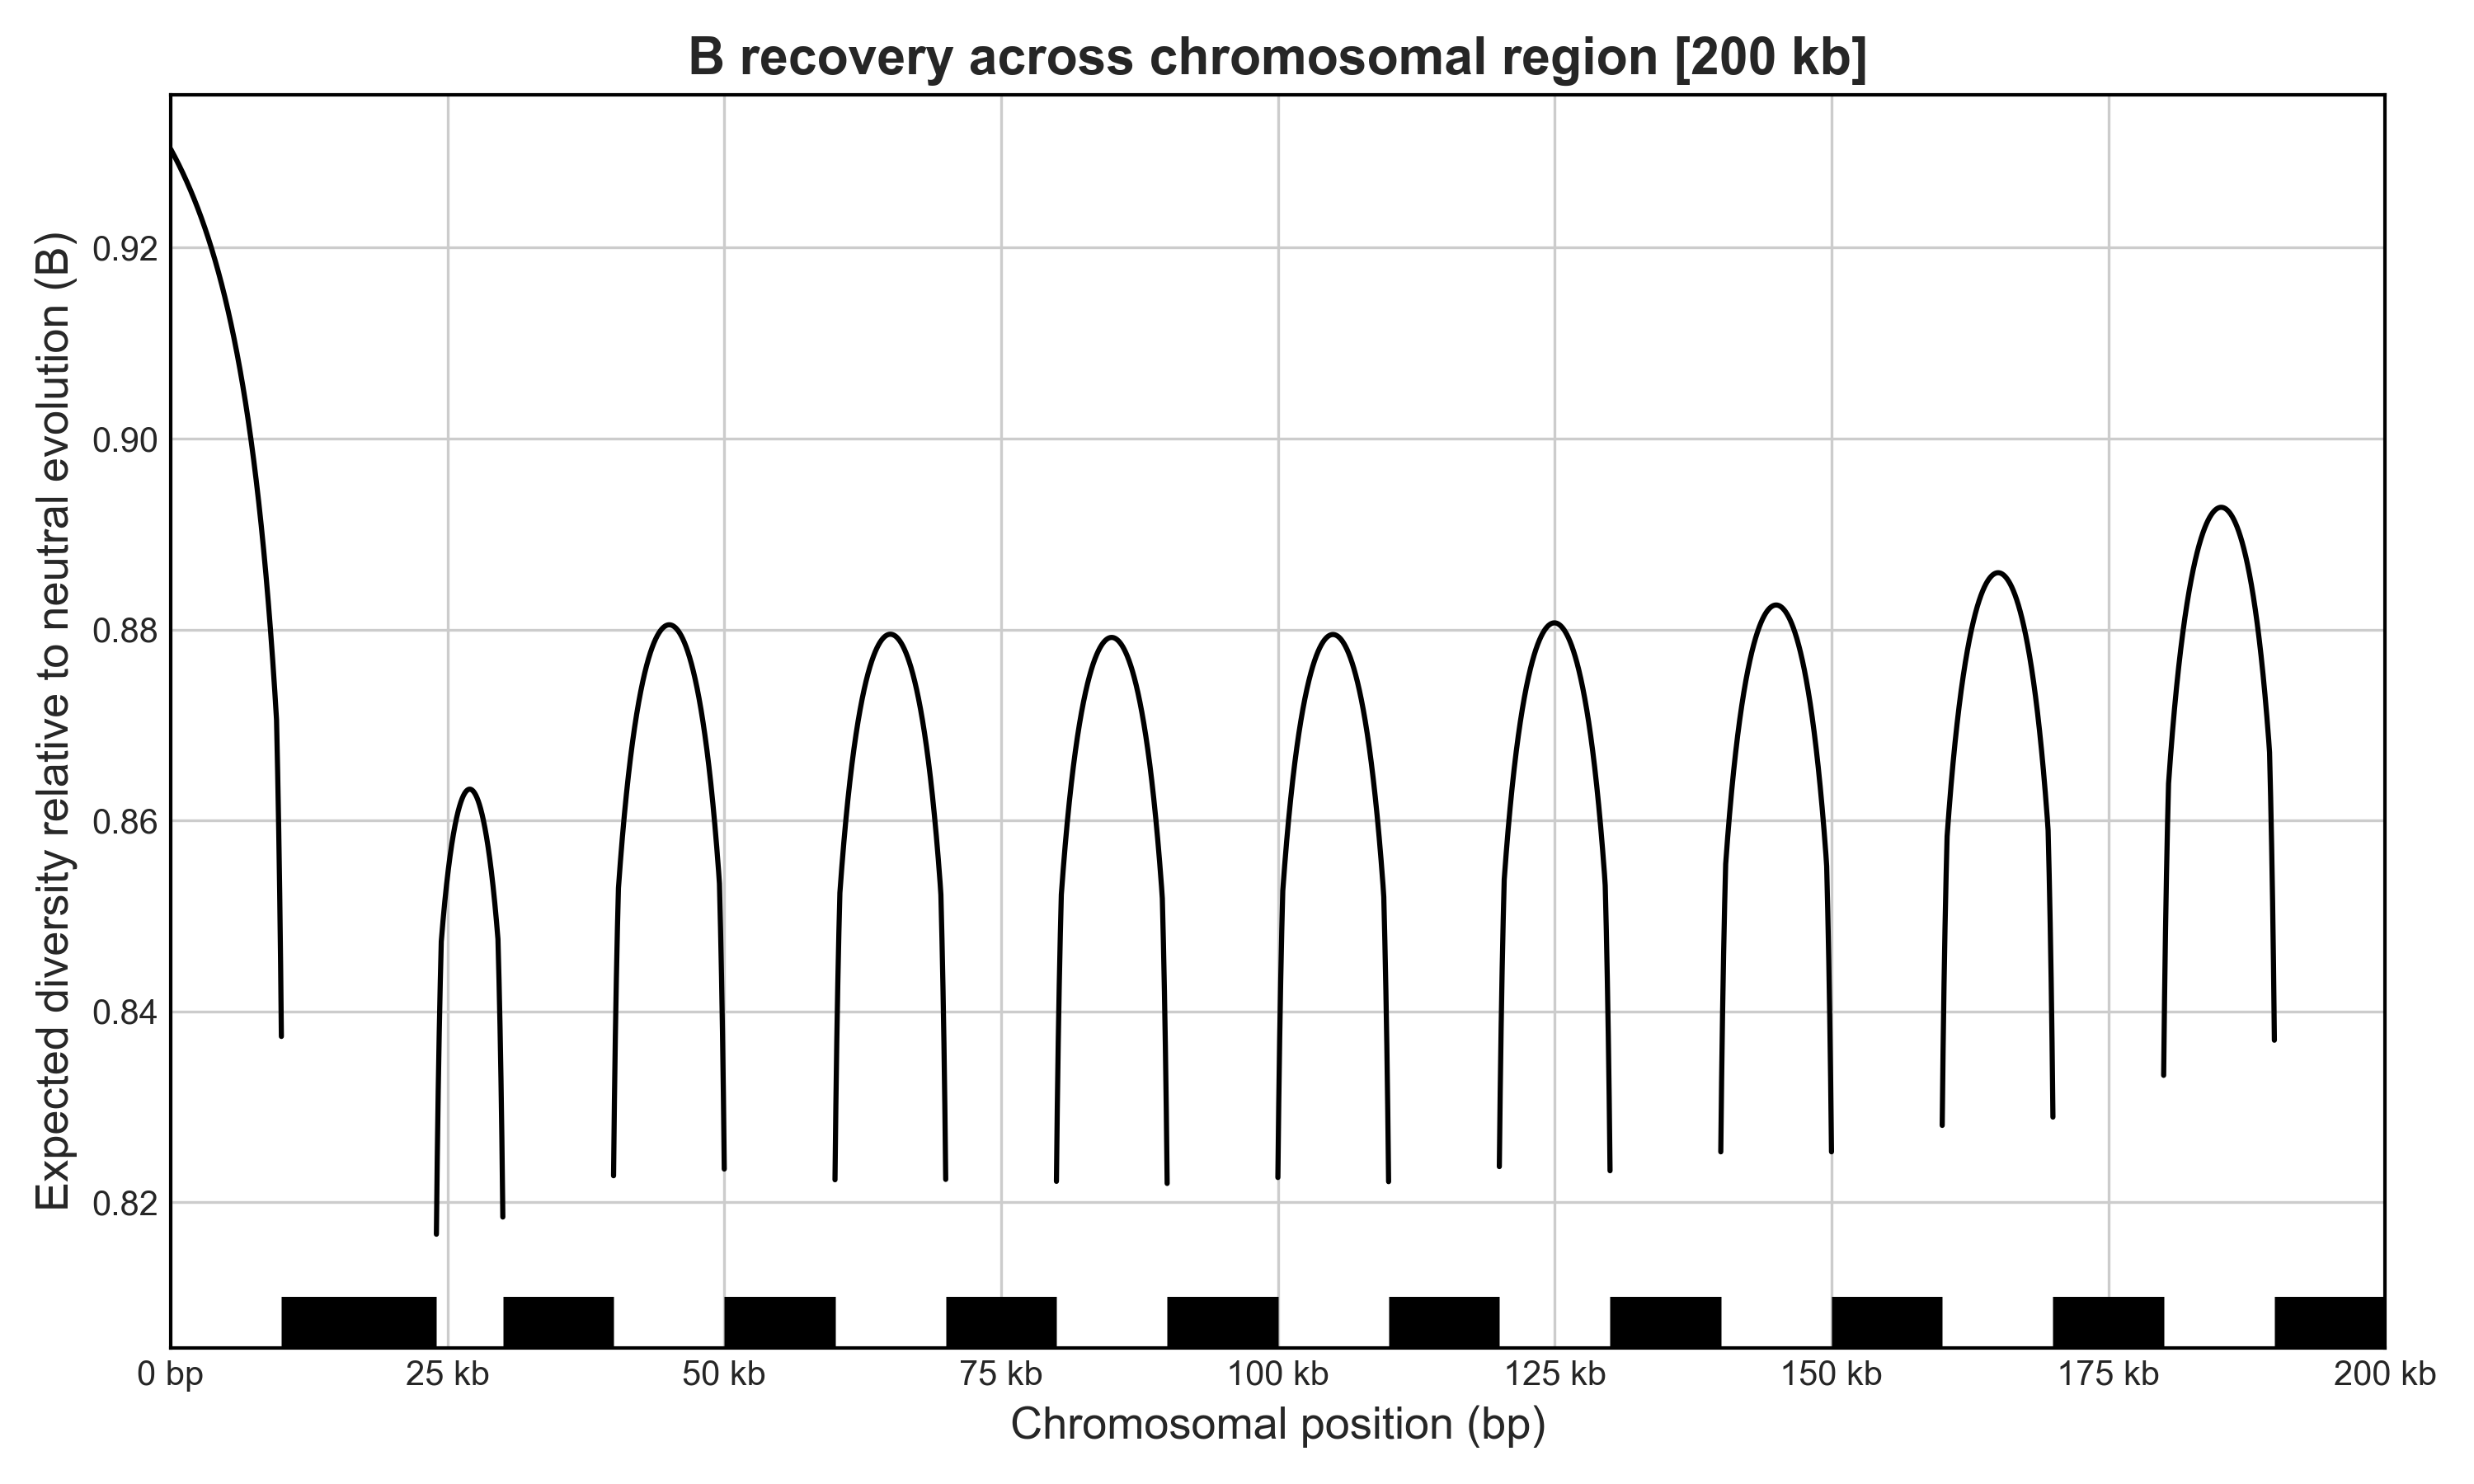 B recovery across chromosomal region [200 kb]
Expected diversity relative to neutral evolution (B)
0.92
0.90
0.88
0.86
0.84
0.82
0 bp 25 kb 50 kb 75 kb 100 kb 125 kb 150 kb 175 kb 200 kb
Chromosomal position (bp)